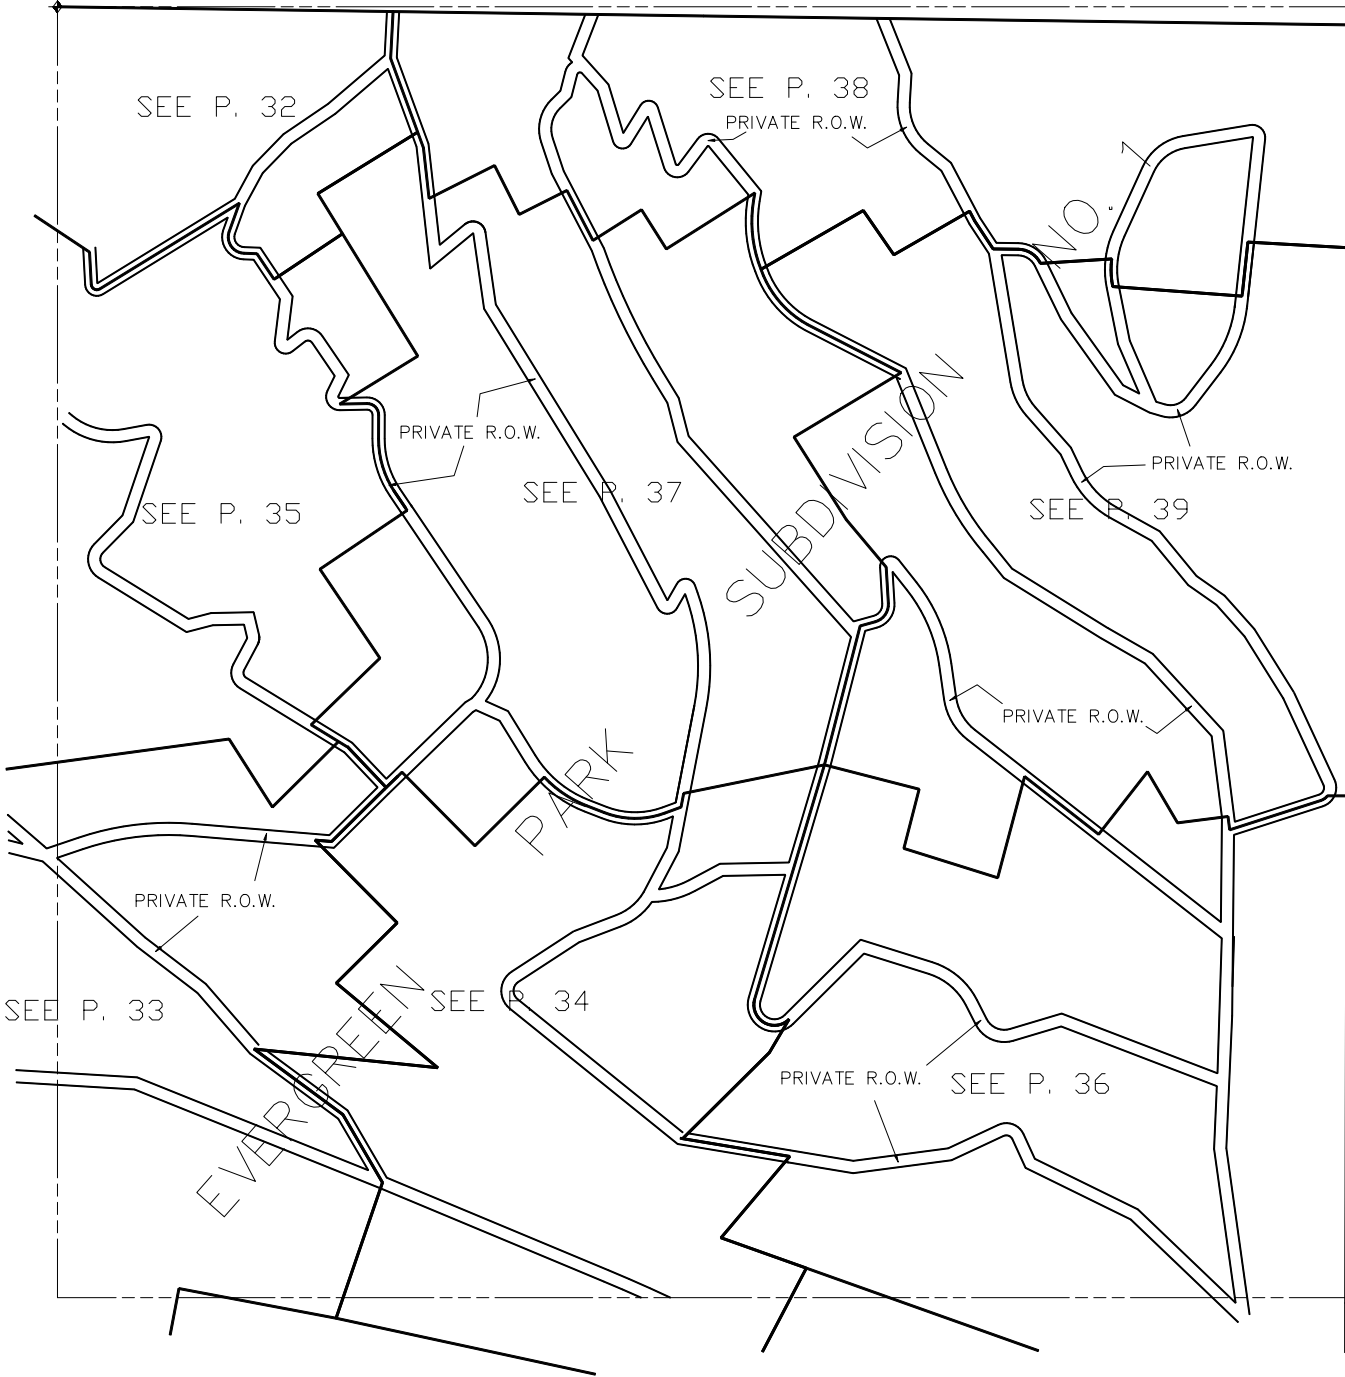 SEE P. 32
SEE P. 38
PRIVATE R.O.W.
PRIVATE R.O.W.
SEE P. 37
SEE P. 35
PRIVATE R.O.W.
SEE P. 39
PRIVATE R.O.W.
PRIVATE R.O.W.
SEE P. 33
SEE P. 34
PRIVATE R.O.W.
SEE P. 36
EVERGREEN PARK SUBDIVISION NO. 1